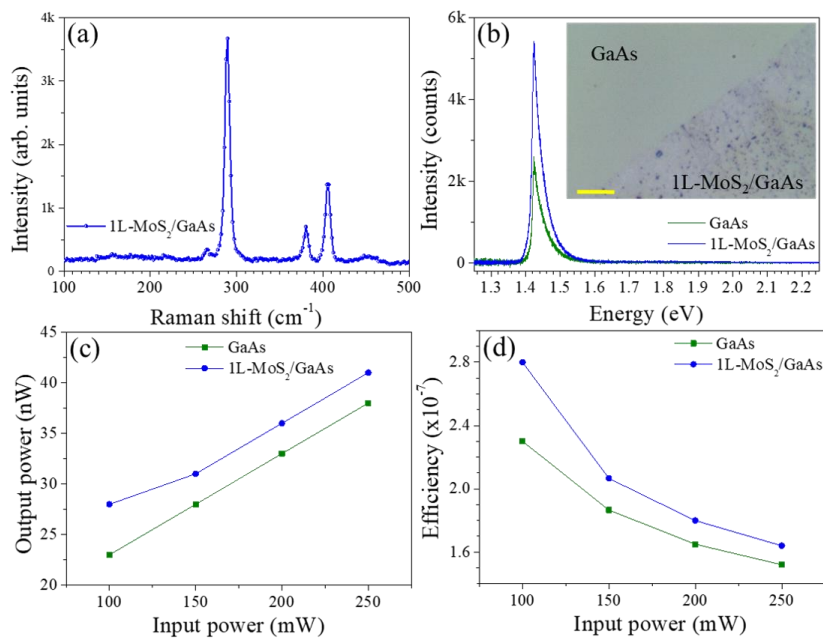 (a)
4k
3k
2k
1k
0
Intensity (arb. units)
1L-MoS₂/GaAs
100 200 300 400 500
Raman shift (cm⁻¹)
(b)
6k
4k
2k
0
Intensity (counts)
GaAs
1L-MoS₂/GaAs
GaAs
1L-MoS₂/GaAs
1.3 1.4 1.5 1.6 1.7 1.8 1.9 2.0 2.1 2.2
Energy (eV)
(c)
45
40
35
30
25
20
Output power (nW)
GaAs
1L-MoS₂/GaAs
100 150 200 250
Input power (mW)
(d)
2.8
2.4
2.0
1.6
Efficiency (x10⁻⁷)
GaAs
1L-MoS₂/GaAs
100 150 200 250
Input power (mW)